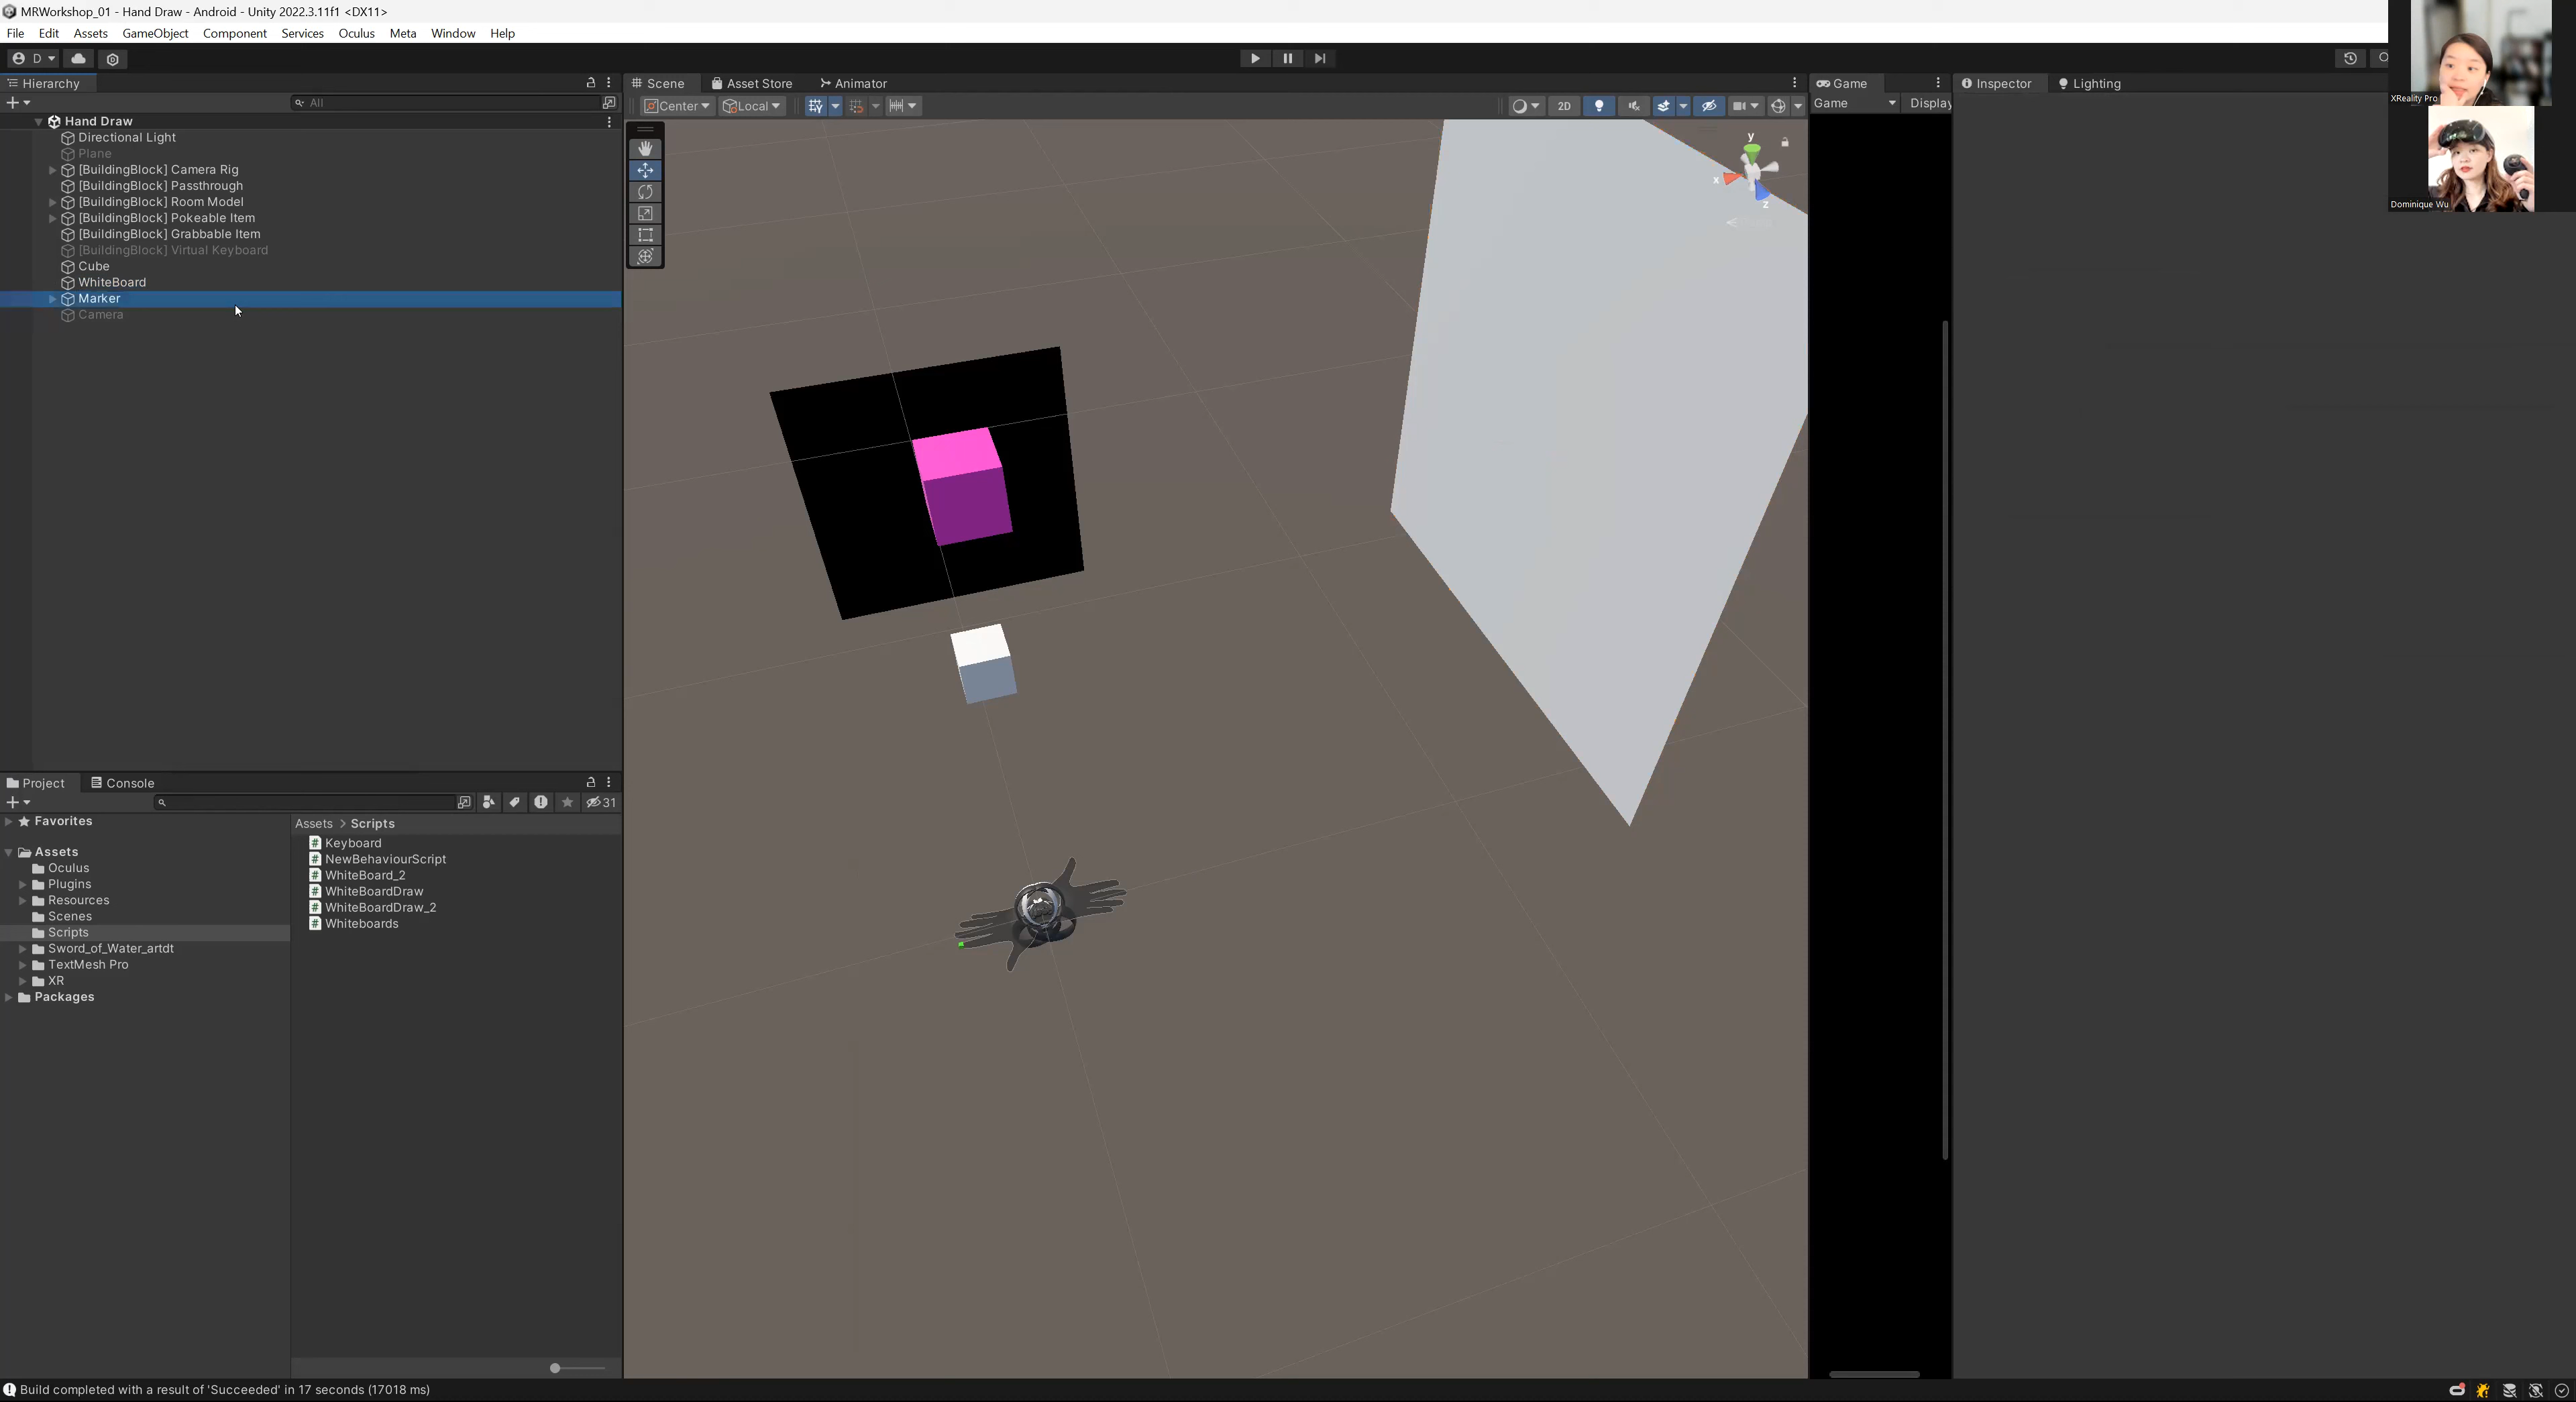 MRWorkshop_01 - Hand Draw - Android - Unity 2022.3.11f1 <DX11>
File Edit Assets GameObject Component Services Oculus Meta Window Help
D
Hierarchy
All
Hand Draw
Directional Light
Plane
[BuildingBlock] Camera Rig
[BuildingBlock] Passthrough
[BuildingBlock] Room Model
[BuildingBlock] Pokeable Item
[BuildingBlock] Grabbable Item
[BuildingBlock] Virtual Keyboard
Cube
WhiteBoard
Marker
Camera
Scene Asset Store Animator
Center Local 2D
y
x
z
Game
Game Display
Inspector Lighting
XReality Pro
Dominique Wu
Project Console
31
Favorites
Assets
Oculus
Plugins
Resources
Scenes
Scripts
Sword_of_Water_artdt
TextMesh Pro
XR
Packages
Assets > Scripts
Keyboard
NewBehaviourScript
WhiteBoard_2
WhiteBoardDraw
WhiteBoardDraw_2
Whiteboards
Build completed with a result of 'Succeeded' in 17 seconds (17018 ms)